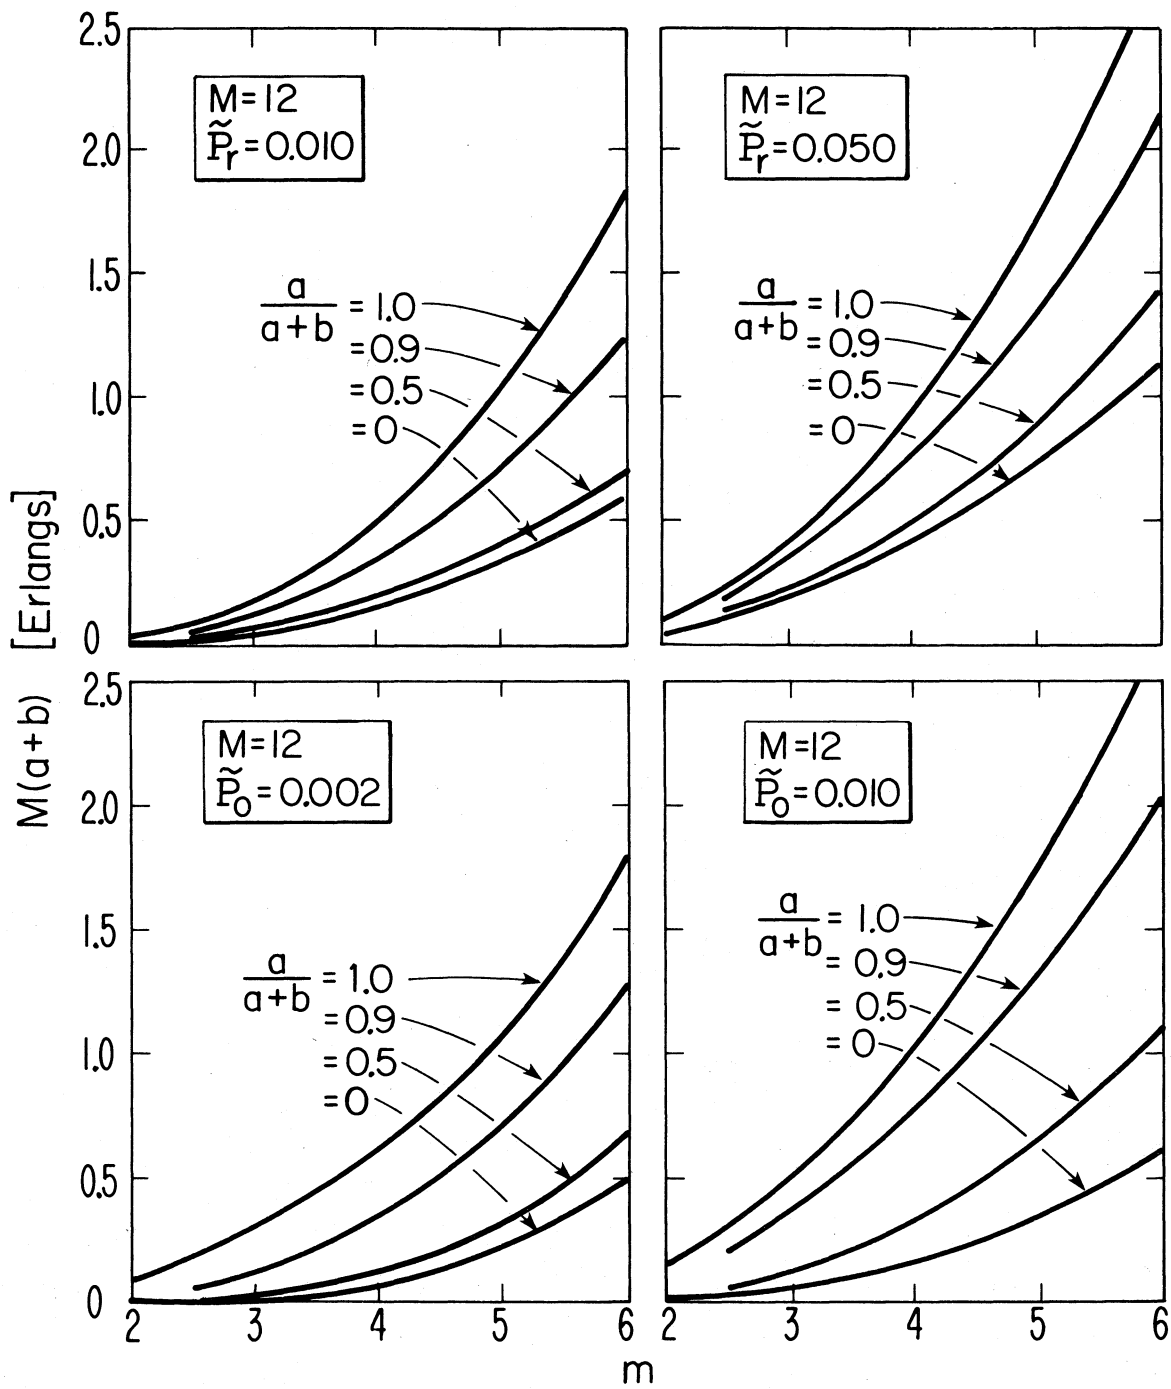 2.5
2.0
1.5
1.0
0.5
0
M=12
P̃r=0.010
a/a+b = 1.0
=0.9
=0.5
=0
M=12
P̃r=0.050
a/a+b = 1.0
=0.9
=0.5
=0
M(a+b) [Erlangs]
2.5
2.0
1.5
1.0
0.5
0
M=12
P̃o=0.002
a/a+b = 1.0
=0.9
=0.5
=0
M=12
P̃o=0.010
a/a+b = 1.0
=0.9
=0.5
=0
2 3 4 5 6
2 3 4 5 6
m